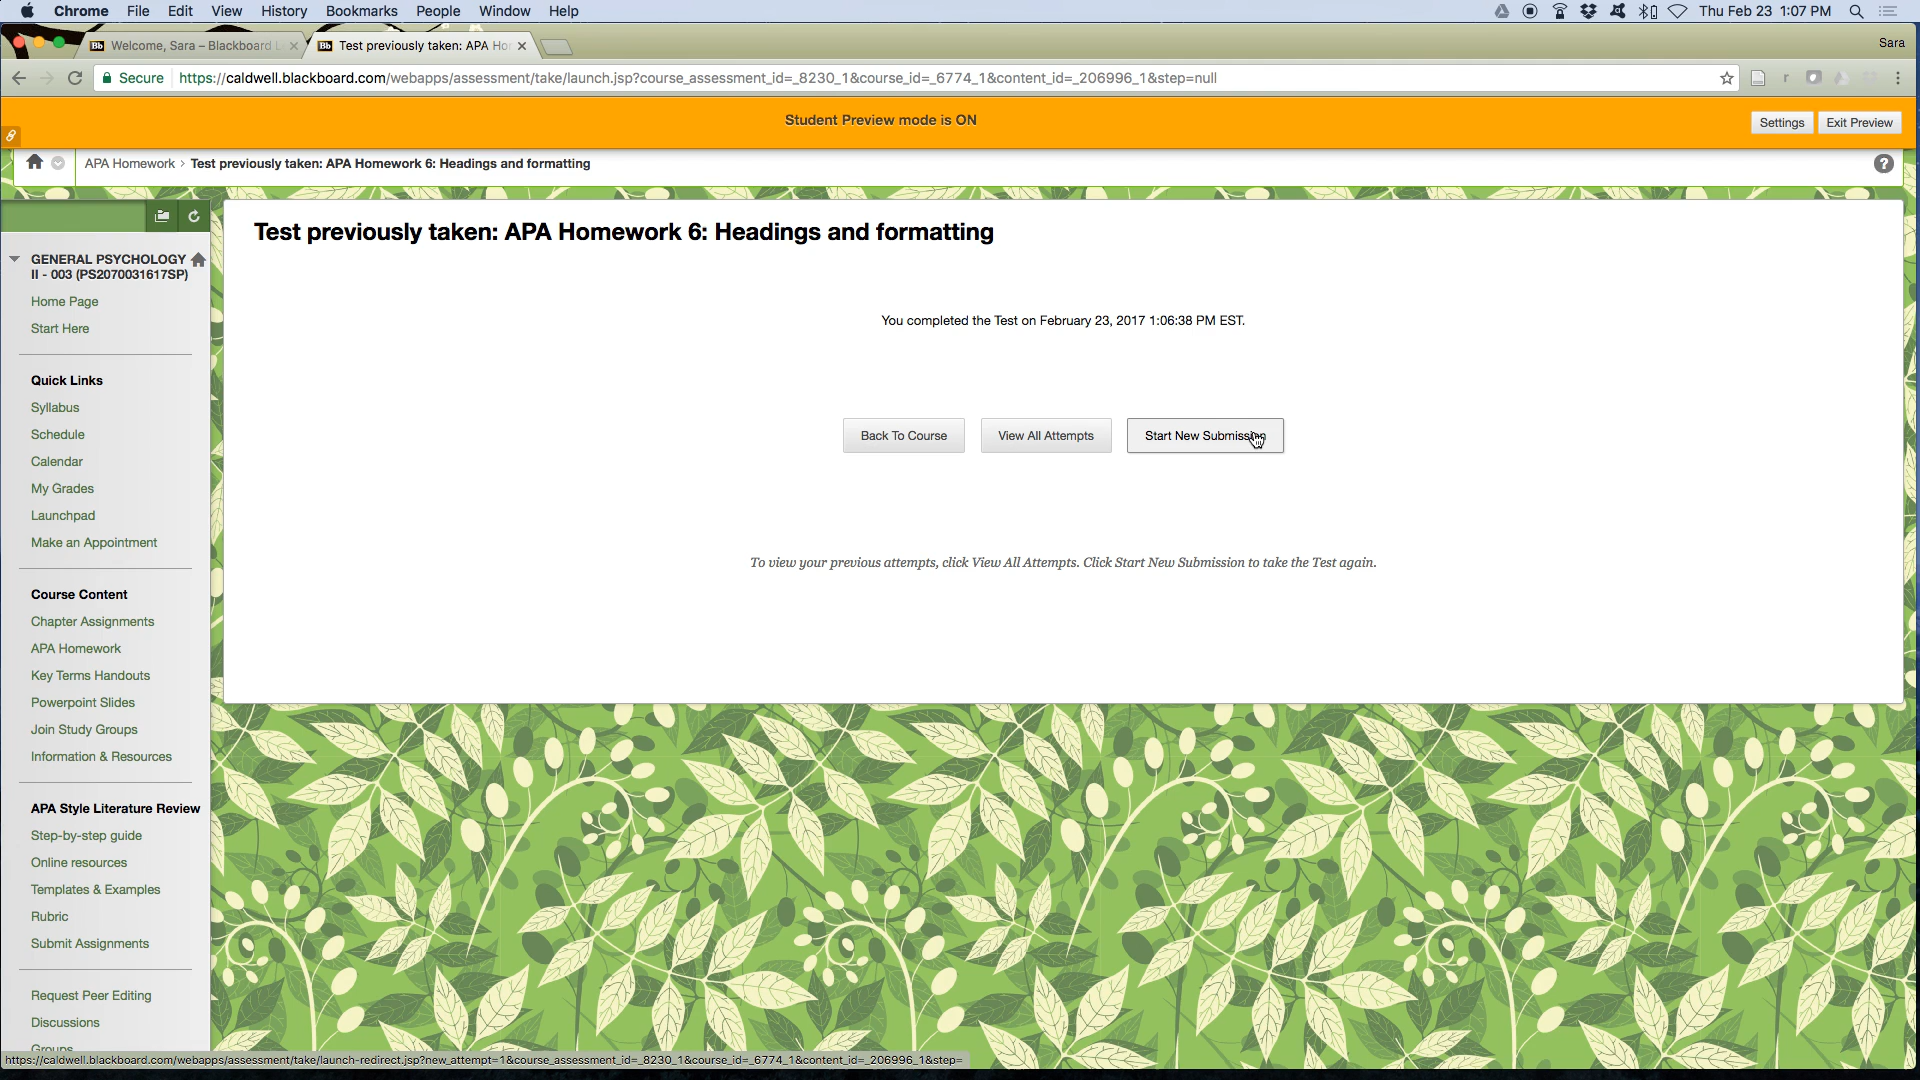 Chrome File Edit View History Bookmarks People Window Help Thu Feb 23 1:07 PM
Welcome, Sara – Blackboard Test previously taken: APA Ho Sara
Secure https://caldwell.blackboard.com/webapps/assessment/take/launch.jsp?course_assessment_id=_8230_1&course_id=_6774_1&content_id=_206996_1&step=null
Student Preview mode is ON
Settings Exit Preview
APA Homework > Test previously taken: APA Homework 6: Headings and formatting
Test previously taken: APA Homework 6: Headings and formatting
You completed the Test on February 23, 2017 1:06:38 PM EST.
Back To Course View All Attempts Start New Submission
To view your previous attempts, click View All Attempts. Click Start New Submission to take the Test again.
GENERAL PSYCHOLOGY
II - 003 (PS2070031617SP)
Home Page
Start Here
Quick Links
Syllabus
Schedule
Calendar
My Grades
Launchpad
Make an Appointment
Course Content
Chapter Assignments
APA Homework
Key Terms Handouts
Powerpoint Slides
Join Study Groups
Information & Resources
APA Style Literature Review
Step-by-step guide
Online resources
Templates & Examples
Rubric
Submit Assignments
Request Peer Editing
Discussions
Groups
https://caldwell.blackboard.com/webapps/assessment/take/launch-redirect.jsp?new_attempt=1&course_assessment_id=_8230_1&course_id=_6774_1&content_id=_206996_1&step=